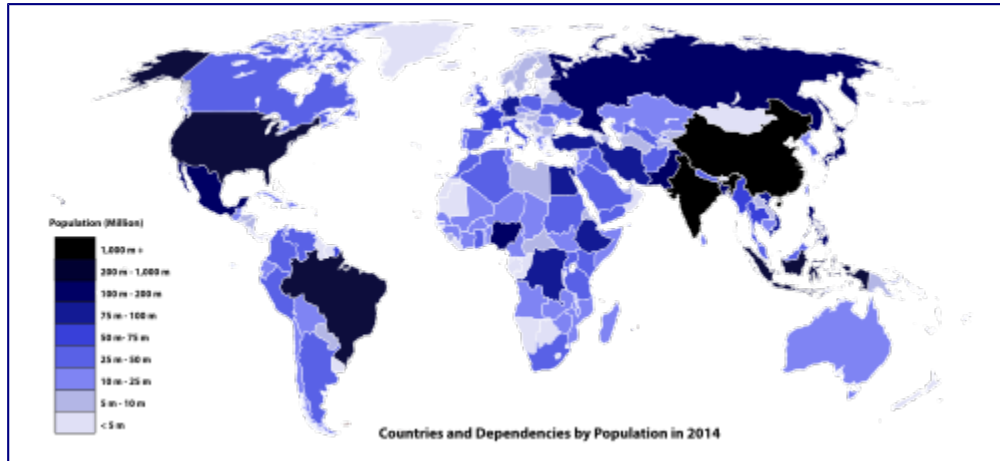 Population (Million)
1,000 m +
200 m - 1,000 m
100 m - 200 m
75 m - 100 m
50 m- 75 m
25 m - 50 m
10 m - 25 m
5 m - 10 m
< 5 m
Countries and Dependencies by Population in 2014